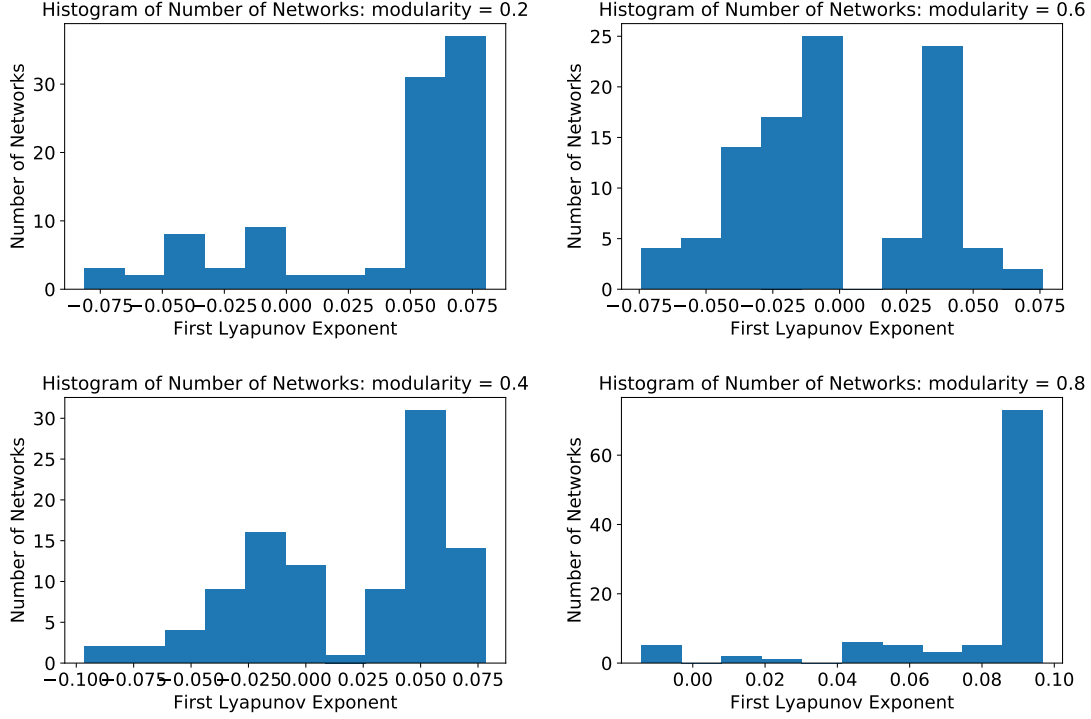 Histogram of Number of Networks: modularity = 0.2
Number of Networks
30
20
10
0
−0.075 −0.050 −0.025 0.000 0.025 0.050 0.075
First Lyapunov Exponent
Histogram of Number of Networks: modularity = 0.6
Number of Networks
25
20
15
10
5
0
−0.075 −0.050 −0.025 0.000 0.025 0.050 0.075
First Lyapunov Exponent
Histogram of Number of Networks: modularity = 0.4
Number of Networks
30
25
20
15
10
5
0
−0.100 −0.075 −0.050 −0.025 0.000 0.025 0.050 0.075
First Lyapunov Exponent
Histogram of Number of Networks: modularity = 0.8
Number of Networks
60
40
20
0
0.00 0.02 0.04 0.06 0.08 0.10
First Lyapunov Exponent